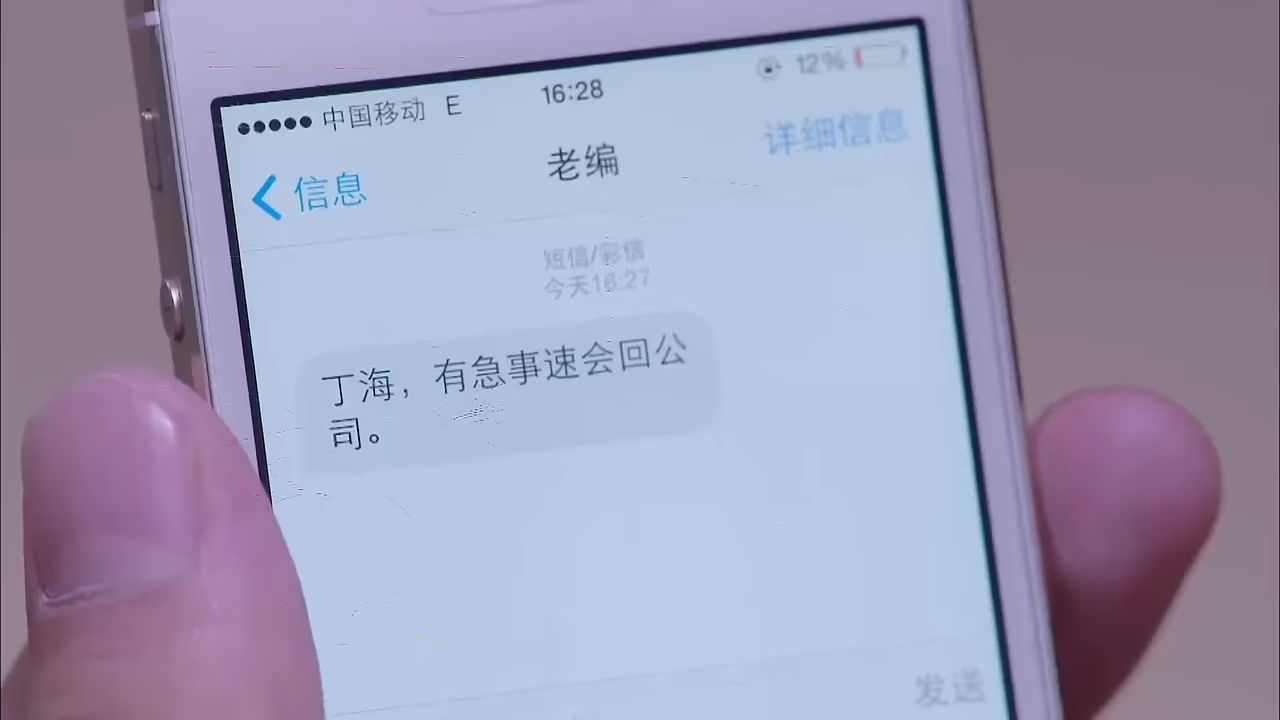 中国移动 E 16:28 12%
信息 老编 详细信息
短信/彩信
今天16:27
丁海，有急事速会回公
司。
发送